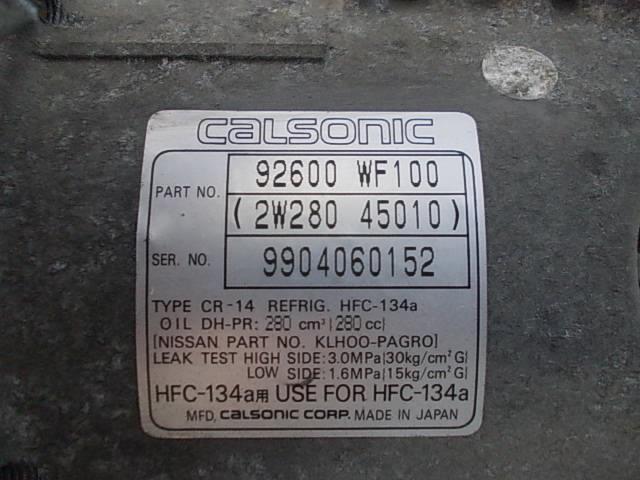 CALSONIC
PART NO. 92600 WF100
(2W280 45010)
SER. NO. 9904060152
TYPE CR-14 REFRIG. HFC-134a
OIL DH-PR: 280 cm³(280 cc)
[NISSAN PART NO. KLHOO-PAGRO]
LEAK TEST HIGH SIDE: 3.0MPa(30kg/cm²G)
LOW SIDE: 1.6MPa(15kg/cm²G)
HFC-134a用 USE FOR HFC-134a
MFD. CALSONIC CORP. MADE IN JAPAN